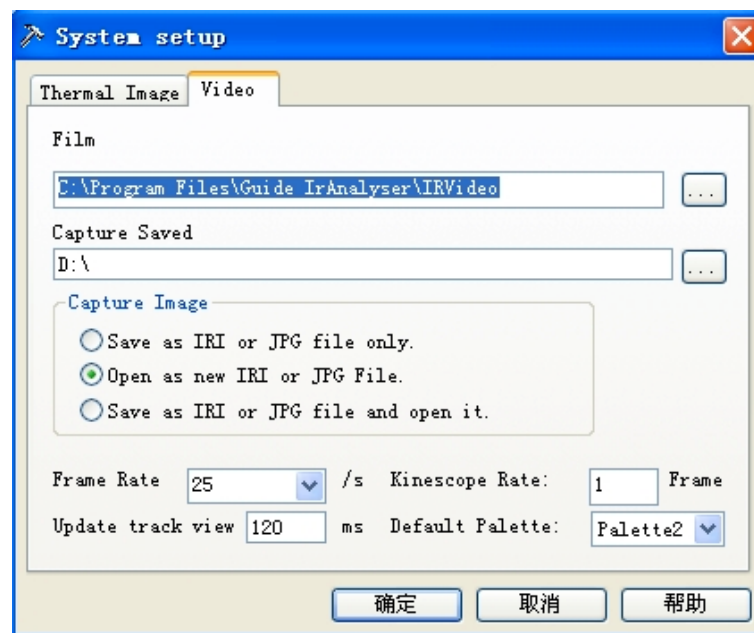 System setup
Thermal Image Video
Film
C:\Program Files\Guide IrAnalyser\IRVideo
...
Capture Saved
D:\
...
Capture Image
Save as IRI or JPG file only.
Open as new IRI or JPG File.
Save as IRI or JPG file and open it.
Frame Rate 25 /s Kinescope Rate: 1 Frame
Update track view 120 ms Default Palette: Palette2
确定 取消 帮助